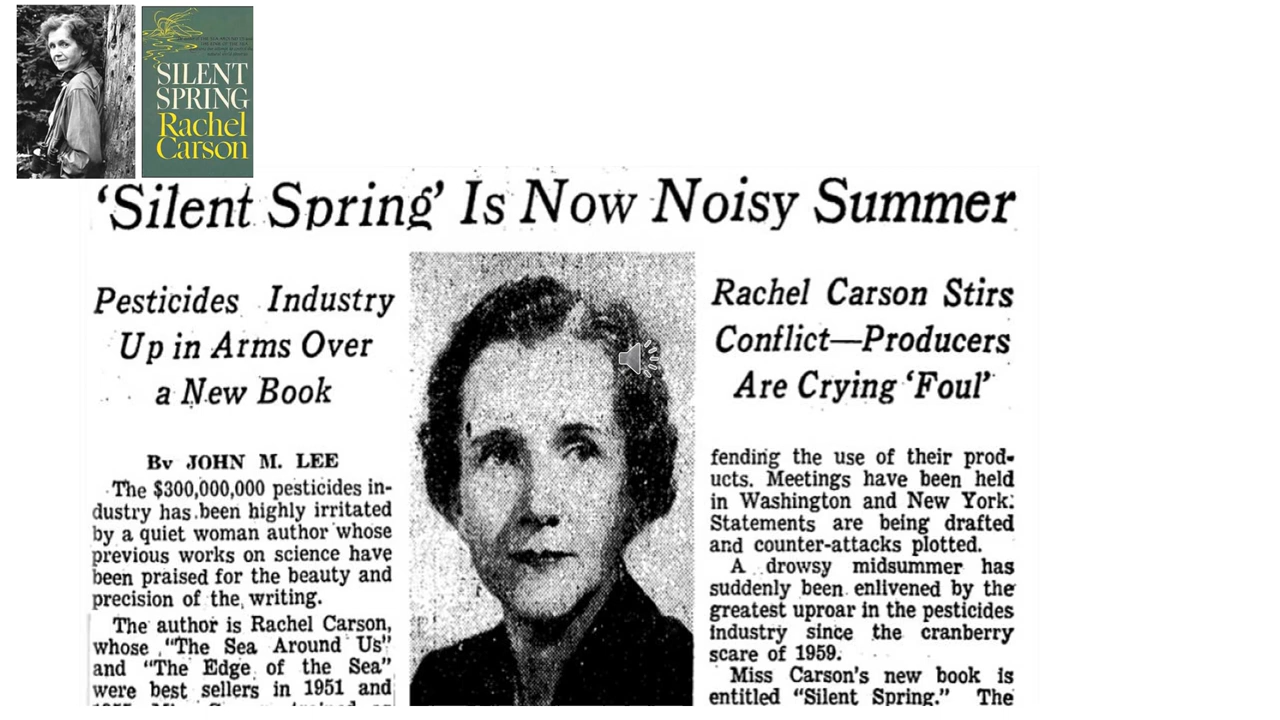 SILENT
SPRING
Rachel
Carson
'Silent Spring' Is Now Noisy Summer
Pesticides Industry
Up in Arms Over
a New Book
By JOHN M. LEE
The $300,000,000 pesticides in-
dustry has been highly irritated
by a quiet woman author whose
previous works on science have
been praised for the beauty and
precision of the writing.
The author is Rachel Carson,
whose "The Sea Around Us"
and "The Edge of the Sea"
were best sellers in 1951 and
Rachel Carson Stirs
Conflict—Producers
Are Crying 'Foul'
fending the use of their prod-
ucts. Meetings have been held
in Washington and New York.
Statements are being drafted
and counter-attacks plotted.
A drowsy midsummer has
suddenly been enlivened by the
greatest uproar in the pesticides
industry since the cranberry
scare of 1959.
Miss Carson's new book is
entitled "Silent Spring." The